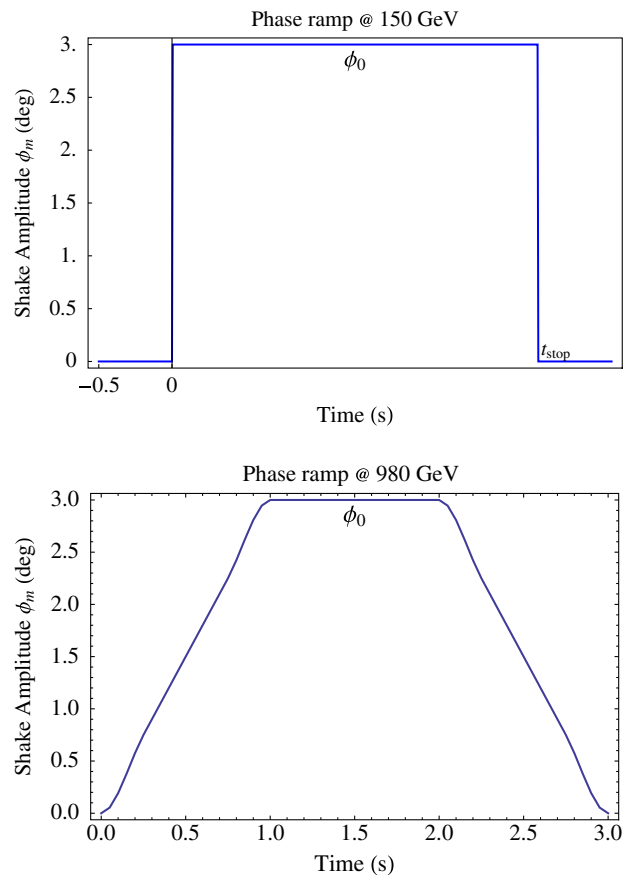 Phase ramp @ 150 GeV
Shake Amplitude ϕm (deg)
3.
2.5
2.
1.5
1.
.5
0
ϕ0
tstop
−0.5 0
Time (s)
Phase ramp @ 980 GeV
Shake Amplitude ϕm (deg)
3.0
2.5
2.0
1.5
1.0
0.5
0.0
ϕ0
0.0 0.5 1.0 2.0 2.5 3.0
Time (s)